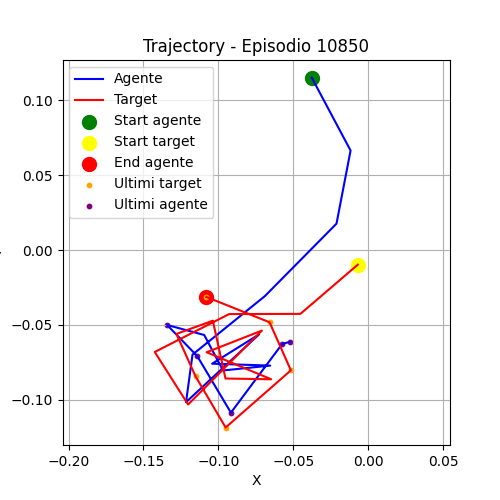 Trajectory - Episodio 10850
Agente
Target
Start agente
Start target
End agente
Ultimi target
Ultimi agente
0.10
0.05
0.00
−0.05
−0.10
−0.20
−0.15
−0.10
−0.05
0.00
0.05
X